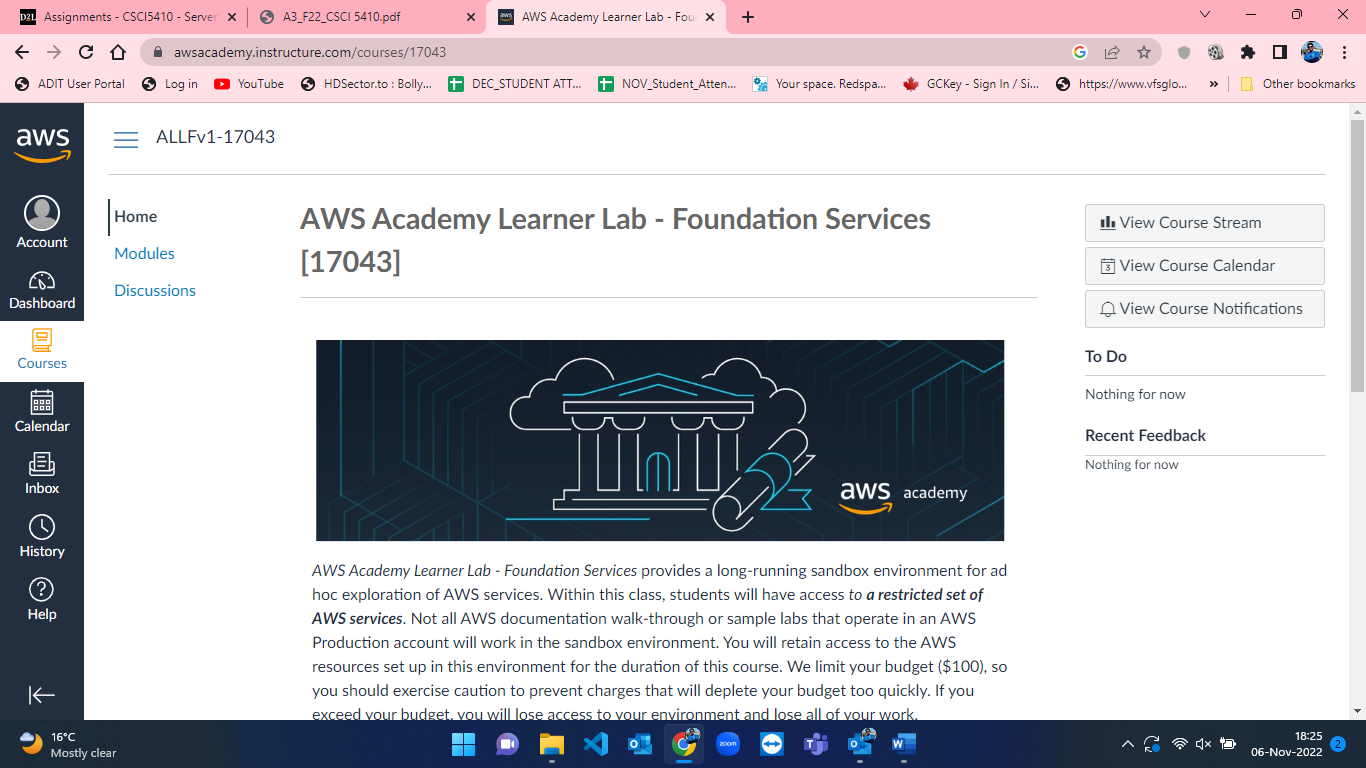 D2L Assignments - CSCI5410 - Server
A3_F22_CSCI 5410.pdf
AWS Academy Learner Lab - Fou
awsacademy.instructure.com/courses/17043
ADIT User Portal
Log in
YouTube
HDSector.to : Bolly...
DEC_STUDENT ATT...
NOV_Student_Atten...
Your space. Redspa...
GCKey - Sign In / Si...
https://www.vfsglo...
»
Other bookmarks
aws
Account
Dashboard
Courses
Calendar
Inbox
History
Help
ALLFv1-17043
Home
Modules
Discussions
AWS Academy Learner Lab - Foundation Services
[17043]
aws academy
AWS Academy Learner Lab - Foundation Services provides a long-running sandbox environment for ad
hoc exploration of AWS services. Within this class, students will have access to a restricted set of
AWS services. Not all AWS documentation walk-through or sample labs that operate in an AWS
Production account will work in the sandbox environment. You will retain access to the AWS
resources set up in this environment for the duration of this course. We limit your budget ($100), so
you should exercise caution to prevent charges that will deplete your budget too quickly. If you
exceed your budget, you will lose access to your environment and lose all of your work.
View Course Stream
3 View Course Calendar
View Course Notifications
To Do
Nothing for now
Recent Feedback
Nothing for now
16°C
Mostly clear
zoom
18:25
06-Nov-2022
2